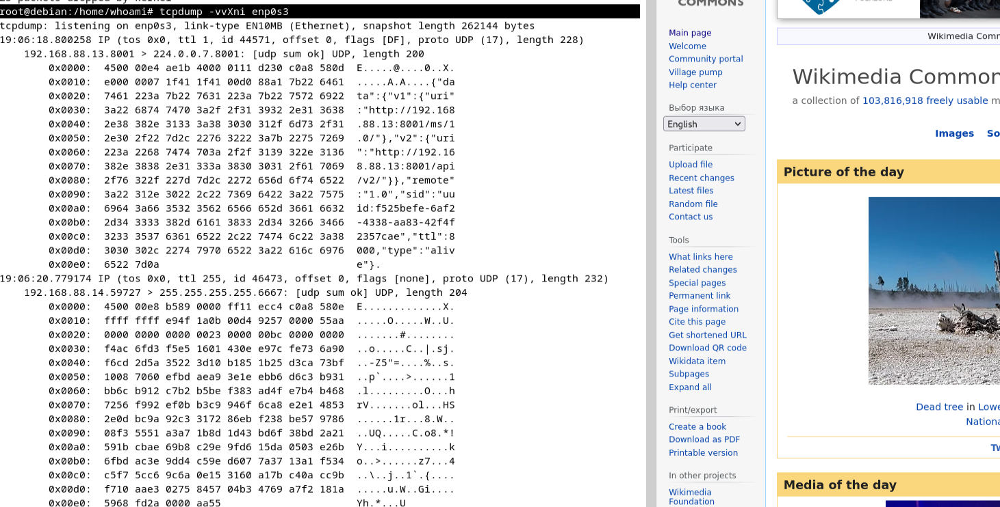 root@debian:/home/whoami# tcpdump -vvXni enp0s3
tcpdump: listening on enp0s3, link-type EN10MB (Ethernet), snapshot length 262144 bytes
19:06:18.800258 IP (tos 0x0, ttl 1, id 44571, offset 0, flags [DF], proto UDP (17), length 228)
    192.168.88.13.8001 > 224.0.0.7.8001: [udp sum ok] UDP, length 200
0x0000:  4500 00e4 ae1b 4000 0111 d230 c0a8 580d  E.....@....0..X.
0x0010:  e000 0007 1f41 1f41 00d0 88a1 7b22 6461  .....A.A....{"da
0x0020:  7461 223a 7b22 7631 223a 7b22 7572 6922  ta":{"v1":{"uri"
0x0030:  3a22 6874 7470 3a2f 2f31 3932 2e31 3638  :"http://192.168
0x0040:  2e38 382e 3133 3a38 3030 312f 6d73 2f31  .88.13:8001/ms/1
0x0050:  2e30 2f22 7d2c 2276 3222 3a7b 2275 7269  .0/"},"v2":{"uri
0x0060:  223a 2268 7474 703a 2f2f 3139 322e 3136  ":"http://192.16
0x0070:  382e 3838 2e31 333a 3830 3031 2f61 7069  8.88.13:8001/api
0x0080:  2f76 322f 227d 7d2c 2272 656d 6f74 6522  /v2/"}},"remote"
0x0090:  3a22 312e 3022 2c22 7369 6422 3a22 7575  :"1.0","sid":"uu
0x00a0:  6964 3a66 3532 3562 6566 652d 3661 6632  id:f525befe-6af2
0x00b0:  2d34 3333 382d 6161 3833 2d34 3266 3466  -4338-aa83-42f4f
0x00c0:  3233 3537 6361 6522 2c22 7474 6c22 3a38  2357cae","ttl":8
0x00d0:  3030 302c 2274 7970 6522 3a22 616c 6976  000,"type":"aliv
0x00e0:  6522 7d0a  e"}.
19:06:20.779174 IP (tos 0x0, ttl 255, id 46473, offset 0, flags [none], proto UDP (17), length 232)
    192.168.88.14.59727 > 255.255.255.255.6667: [udp sum ok] UDP, length 204
0x0000:  4500 00e8 b589 0000 ff11 ecc4 c0a8 580e  E.............X.
0x0010:  ffff ffff e94f 1a0b 00d4 9257 0000 55aa  .....O.....W..U.
0x0020:  0000 0000 0000 0023 0000 00bc 0000 0000  .......#........
0x0030:  f4ac 6fd3 f5e5 1601 430e e97c fe73 6a90  ..o.....C..|.sj.
0x0040:  f6cd 2d5a 3522 3d10 b185 1b25 d3ca 73bf  ..-Z5"=....%..s.
0x0050:  1008 7060 efbd aea9 3e1e ebb6 d6c3 b931  ..p`....>......1
0x0060:  bb6c b912 c7b2 b5be f383 ad4f e7b4 b468  .l.........O...h
0x0070:  7256 f992 ef0b b3c9 946f 6ca8 e2e1 4853  rV.......ol...HS
0x0080:  2e0d bc9a 92c3 3172 86eb f238 be57 9786  ......1r...8.W..
0x0090:  08f3 5551 a3a7 1b8d 1d43 bd6f 38bd 2a21  ..UQ.....C.o8.*!
0x00a0:  591b cbae 69b8 c29e 9fd6 15da 0503 e26b  Y...i..........k
0x00b0:  6fbd ac3e 9dd4 c59e d607 7a37 13a1 f534  o..>......z7...4
0x00c0:  c5f7 5cc6 9c6a 0e15 3160 a17b c40a cc9b  ..\..j..1`.{....
0x00d0:  f710 aae3 0275 8457 04b3 4769 a7f2 181a  .....u.W..Gi....
0x00e0:  5968 fd2a 0000 aa55  Yh.*...U
COMMONS
Main page
Welcome
Community portal
Village pump
Help center
Выбор языка
English
Participate
Upload file
Recent changes
Latest files
Random file
Contact us
Tools
What links here
Related changes
Special pages
Permanent link
Page information
Cite this page
Get shortened URL
Download QR code
Wikidata item
Subpages
Expand all
Print/export
Create a book
Download as PDF
Printable version
In other projects
Wikimedia
Foundation
Wikimedia Comm
Wikimedia Common
a collection of 103,816,918 freely usable m
Images So
Picture of the day
Dead tree in Lowe
Nationa
Tw
Media of the day